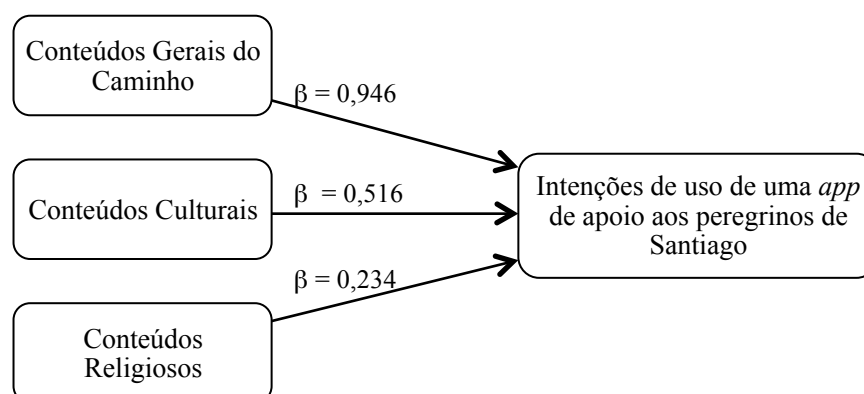 Conteúdos Gerais do
Caminho
β = 0,946
Conteúdos Culturais
β = 0,516
Intenções de uso de uma app
de apoio aos peregrinos de
Santiago
β = 0,234
Conteúdos
Religiosos